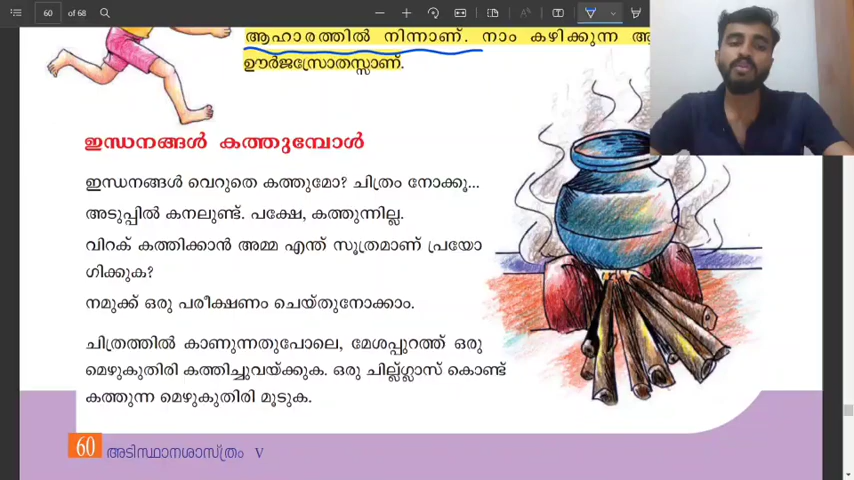 60 of 68
ആഹാരത്തിൽ നിന്നാണ്. നാം കഴിക്കുന്ന
ഊർജസ്രോതസ്സാണ്.
ഇന്ധനങ്ങൾ കത്തുമ്പോൾ
ഇന്ധനങ്ങൾ വെറുതെ കത്തുമോ? ചിത്രം നോക്കൂ...
അടുപ്പിൽ കനലുണ്ട്. പക്ഷേ, കത്തുന്നില്ല.
വിറക് കത്തിക്കാൻ അമ്മ എന്ത് സൂത്രമാണ് പ്രയോ
ഗിക്കുക?
നമുക്ക് ഒരു പരീക്ഷണം ചെയ്തുനോക്കാം.
ചിത്രത്തിൽ കാണുന്നതുപോലെ, മേശപ്പുറത്ത് ഒരു
മെഴുകുതിരി കത്തിച്ചുവയ്ക്കുക. ഒരു ചില്ല്ഗ്ലാസ് കൊണ്ട്
കത്തുന്ന മെഴുകുതിരി മൂടുക.
60 അടിസ്ഥാനശാസ്ത്രം V